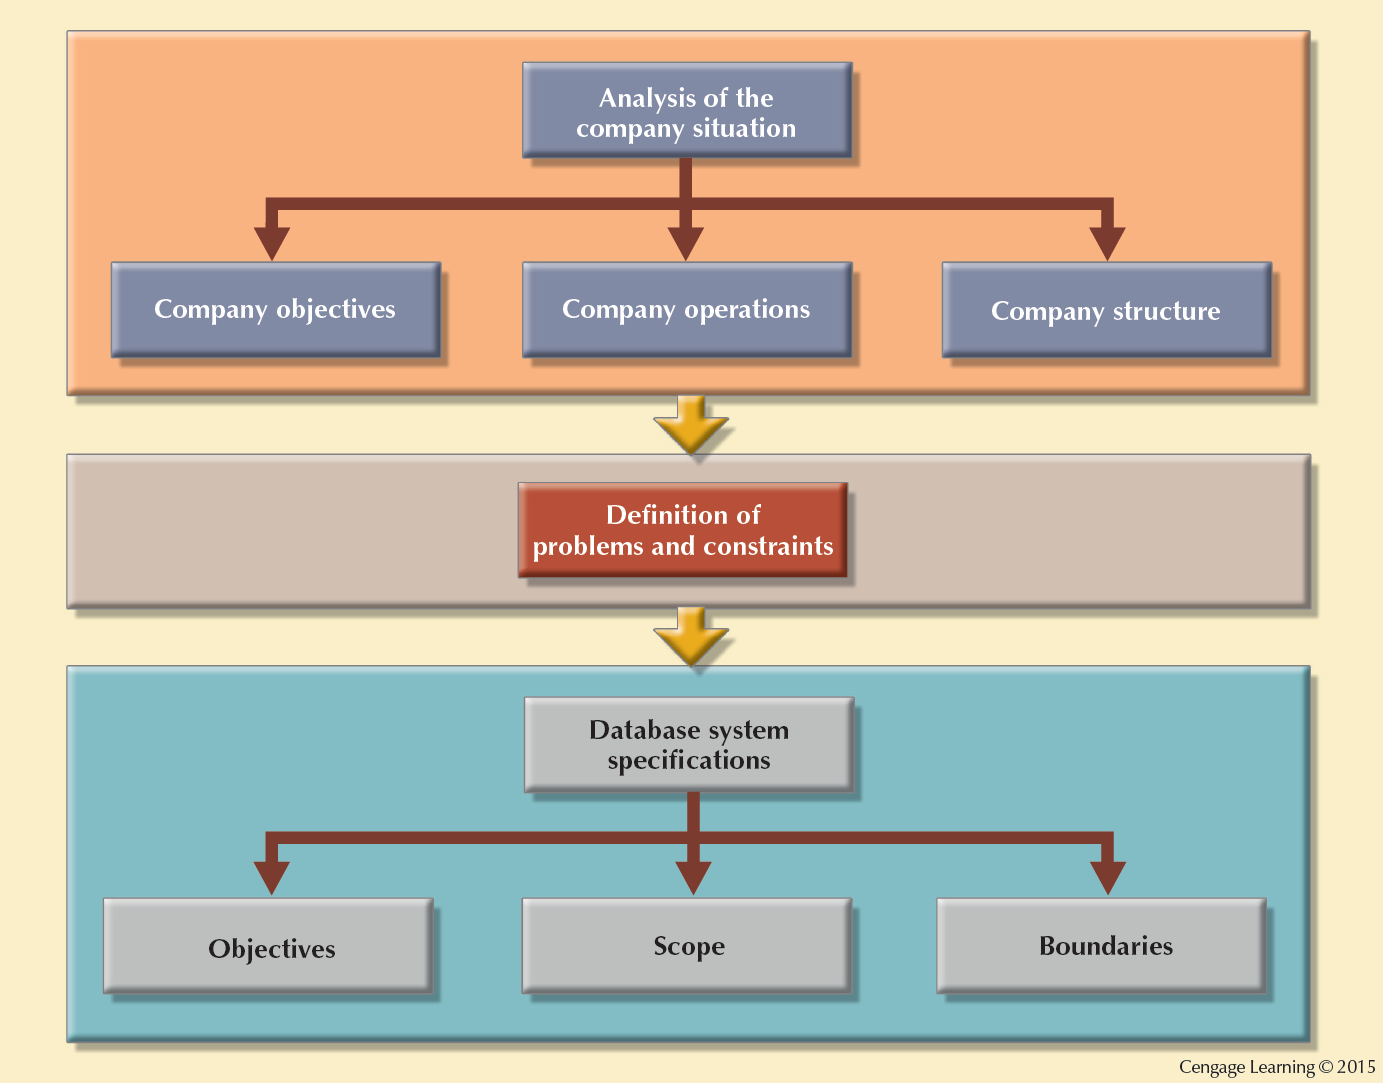 Analysis of the
company situation
Company objectives
Company operations
Company structure
Definition of
problems and constraints
Database system
specifications
Objectives
Scope
Boundaries
Cengage Learning © 2015